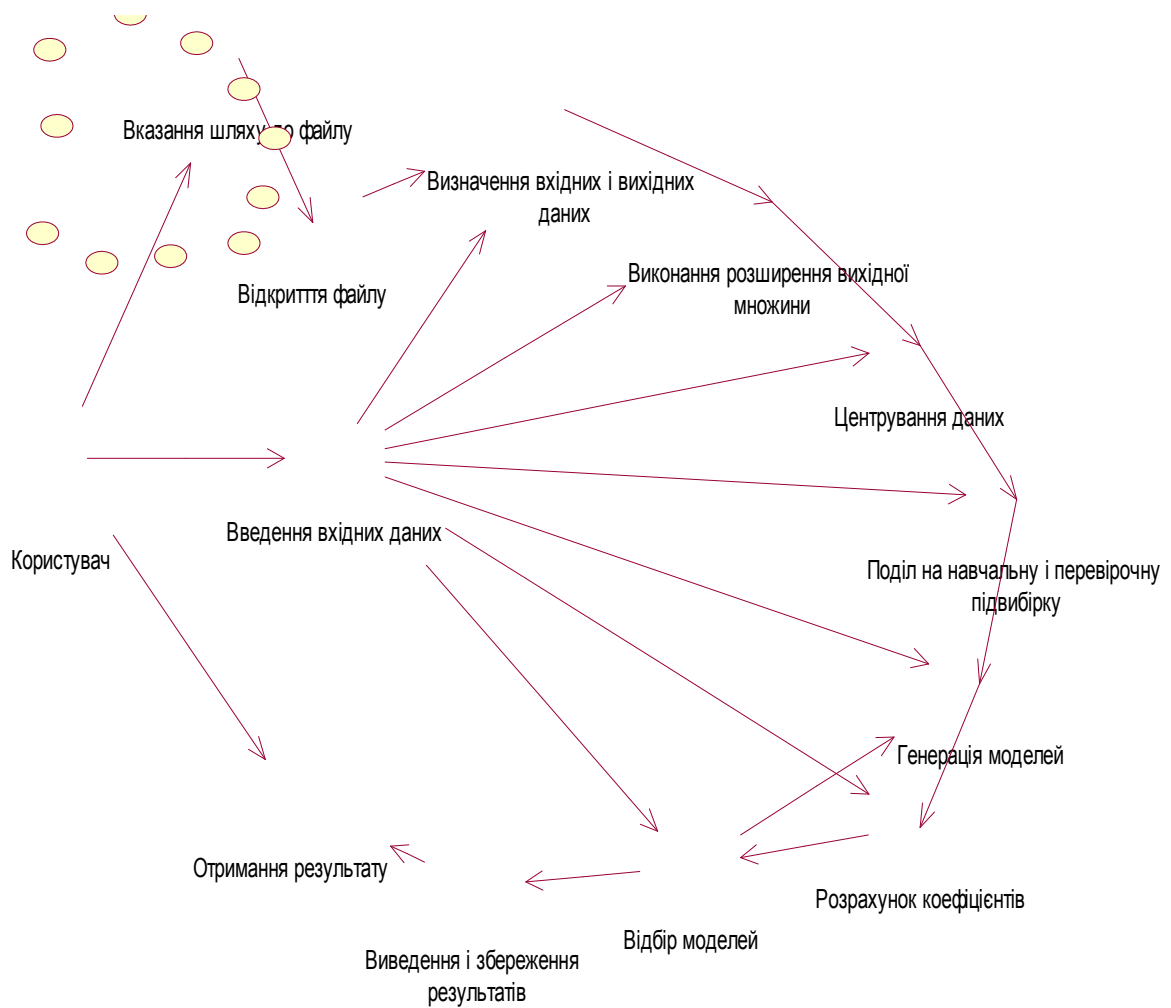 Вказання шляху до файлу
Визначення вхідних і вихідних
даних
Виконання розширення вихідної
множини
Відкритття файлу
Центрування даних
Введення вхідних даних
Користувач
Поділ на навчальну і перевірочну
підвибірку
Генерація моделей
Отримання результату
Розрахунок коефіцієнтів
Відбір моделей
Виведення і збереження
результатів